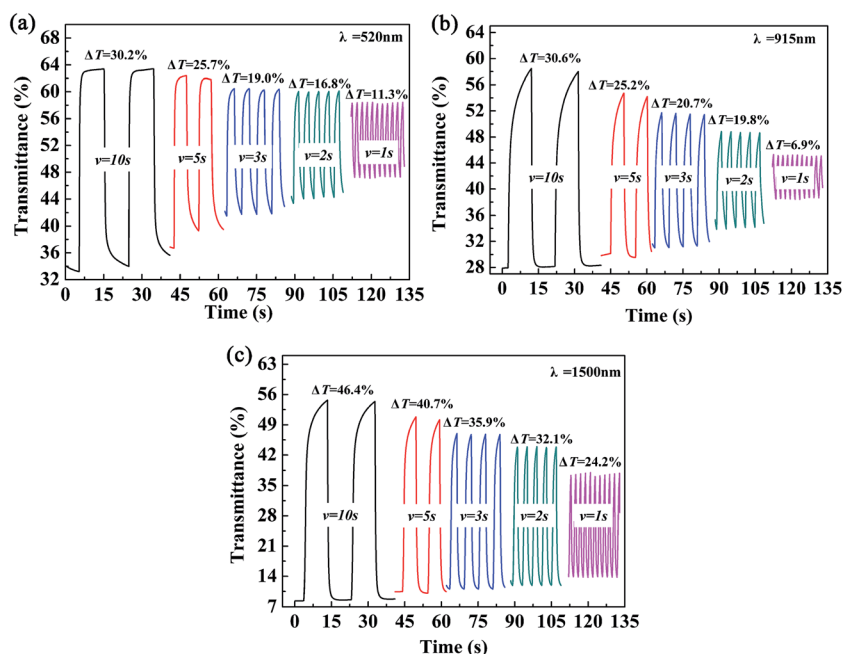 (a)
λ =520nm
ΔT=30.2%
ΔT=25.7%
ΔT=19.0%
ΔT=16.8%
ΔT=11.3%
v=10s
v=5s
v=3s
v=2s
v=1s
68
64
60
56
52
48
44
40
36
32
Transmittance (%)
0 15 30 45 60 75 90 105 120 135
Time (s)
(b)
λ =915nm
ΔT=30.6%
ΔT=25.2%
ΔT=20.7%
ΔT=19.8%
ΔT=6.9%
v=10s
v=5s
v=3s
v=2s
v=1s
64
60
56
52
48
44
40
36
32
28
Transmittance (%)
0 15 30 45 60 75 90 105 120 135
Time (s)
(c)
λ =1500nm
ΔT=46.4%
ΔT=40.7%
ΔT=35.9%
ΔT=32.1%
ΔT=24.2%
v=10s
v=5s
v=3s
v=2s
v=1s
63
56
49
42
35
28
21
14
7
Transmittance (%)
0 15 30 45 60 75 90 105 120 135
Time (s)